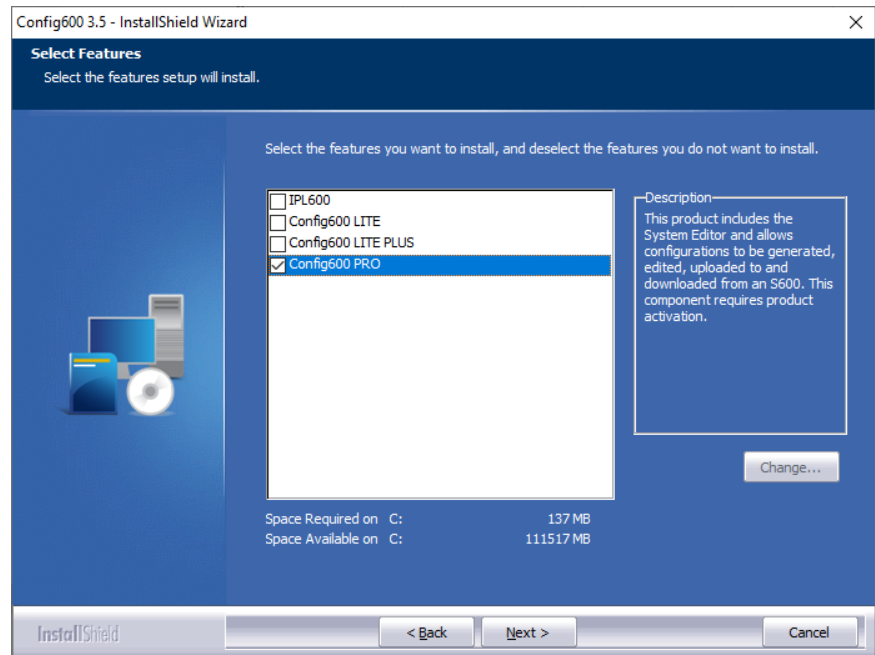 Config600 3.5 - InstallShield Wizard
Select Features
Select the features setup will install.
Select the features you want to install, and deselect the features you do not want to install.
IPL600
Config600 LITE
Config600 LITE PLUS
Config600 PRO
Description
This product includes the
System Editor and allows
configurations to be generated,
edited, uploaded to and
downloaded from an S600. This
component requires product
activation.
Change...
Space Required on C: 137 MB
Space Available on C: 111517 MB
InstallShield
< Back
Next >
Cancel